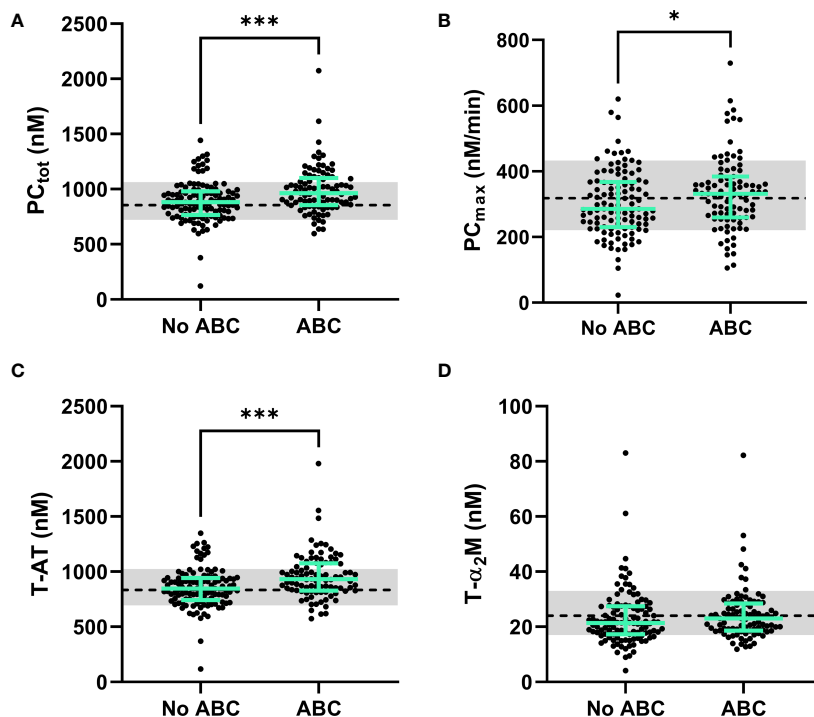 A
PCtot (nM)
2500
2000
1500
1000
500
0
***
No ABC
ABC
B
PCmax (nM/min)
800
600
400
200
0
*
No ABC
ABC
C
T-AT (nM)
2500
2000
1500
1000
500
0
***
No ABC
ABC
D
T-α2M (nM)
100
80
60
40
20
0
No ABC
ABC